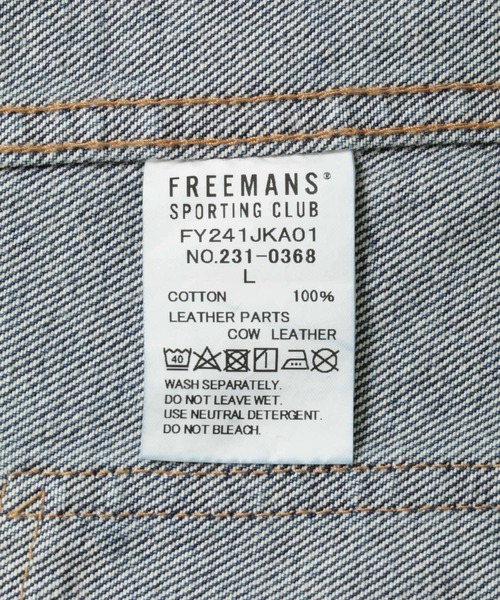 FREEMANS®
SPORTING CLUB
FY241JKA01
NO.231-0368
L
COTTON 100%
LEATHER PARTS
COW LEATHER
40
WASH SEPARATELY.
DO NOT LEAVE WET.
USE NEUTRAL DETERGENT.
DO NOT BLEACH.